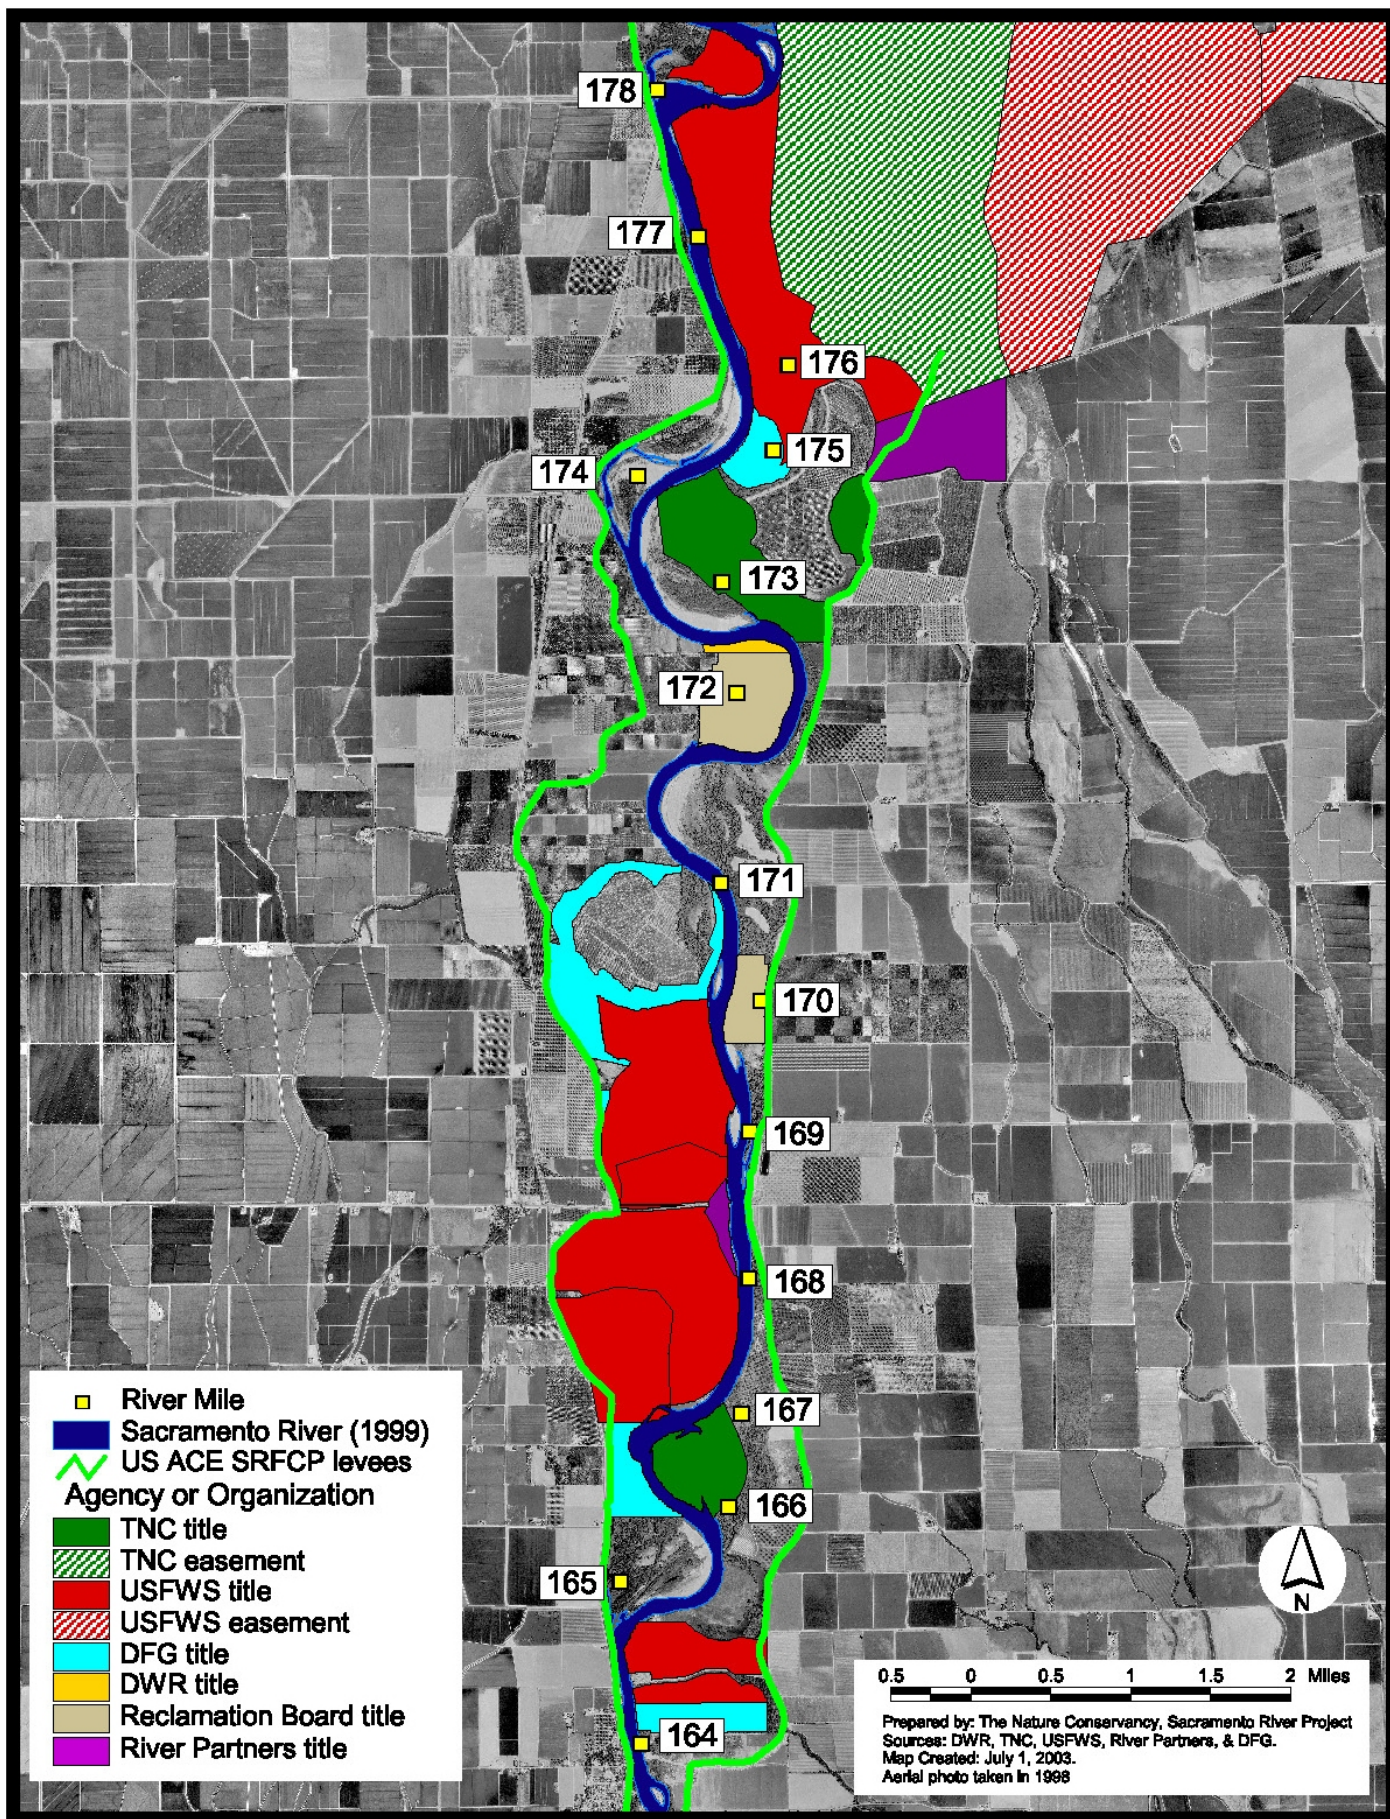 178
177
176
175
174
173
172
171
170
169
168
167
166
165
164
River Mile
Sacramento River (1999)
US ACE SRFCP levees
Agency or Organization
TNC title
TNC easement
USFWS title
USFWS easement
DFG title
DWR title
Reclamation Board title
River Partners title
N
0.5 0 0.5 1 1.5 2 Miles
Prepared by: The Nature Conservancy, Sacramento River Project
Sources: DWR, TNC, USFWS, River Partners, & DFG.
Map Created: July 1, 2003.
Aerial photo taken in 1998